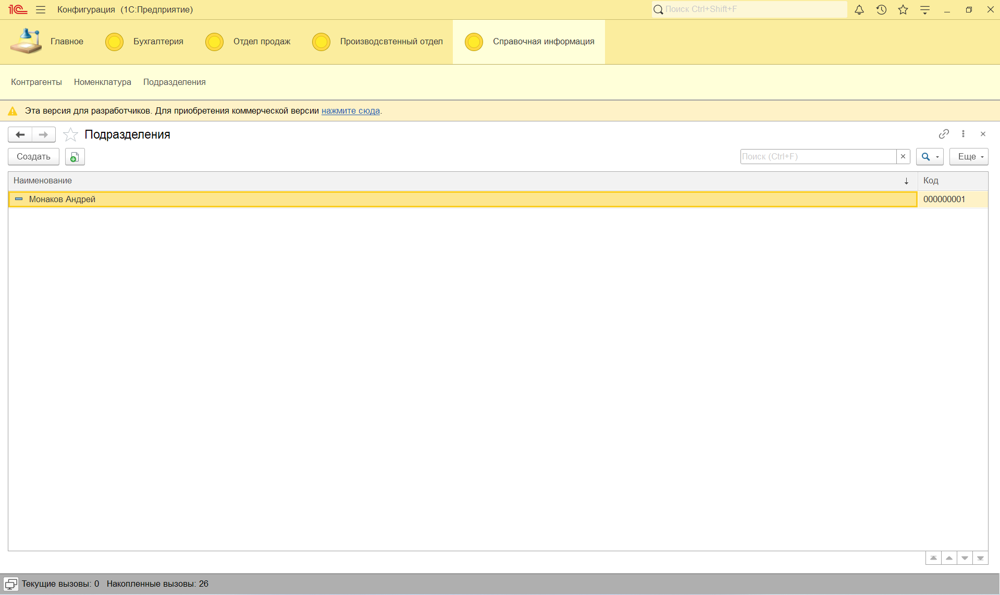 1С Конфигурация (1С:Предприятие) Поиск Ctrl+Shift+F
Главное Бухгалтерия Отдел продаж Производсвтенный отдел Справочная информация
Контрагенты Номенклатура Подразделения
Эта версия для разработчиков. Для приобретения коммерческой версии нажмите сюда.
Подразделения
Создать Поиск (Ctrl+F) Еще
Наименование Код
Монаков Андрей 000000001
Текущие вызовы: 0 Накопленные вызовы: 26